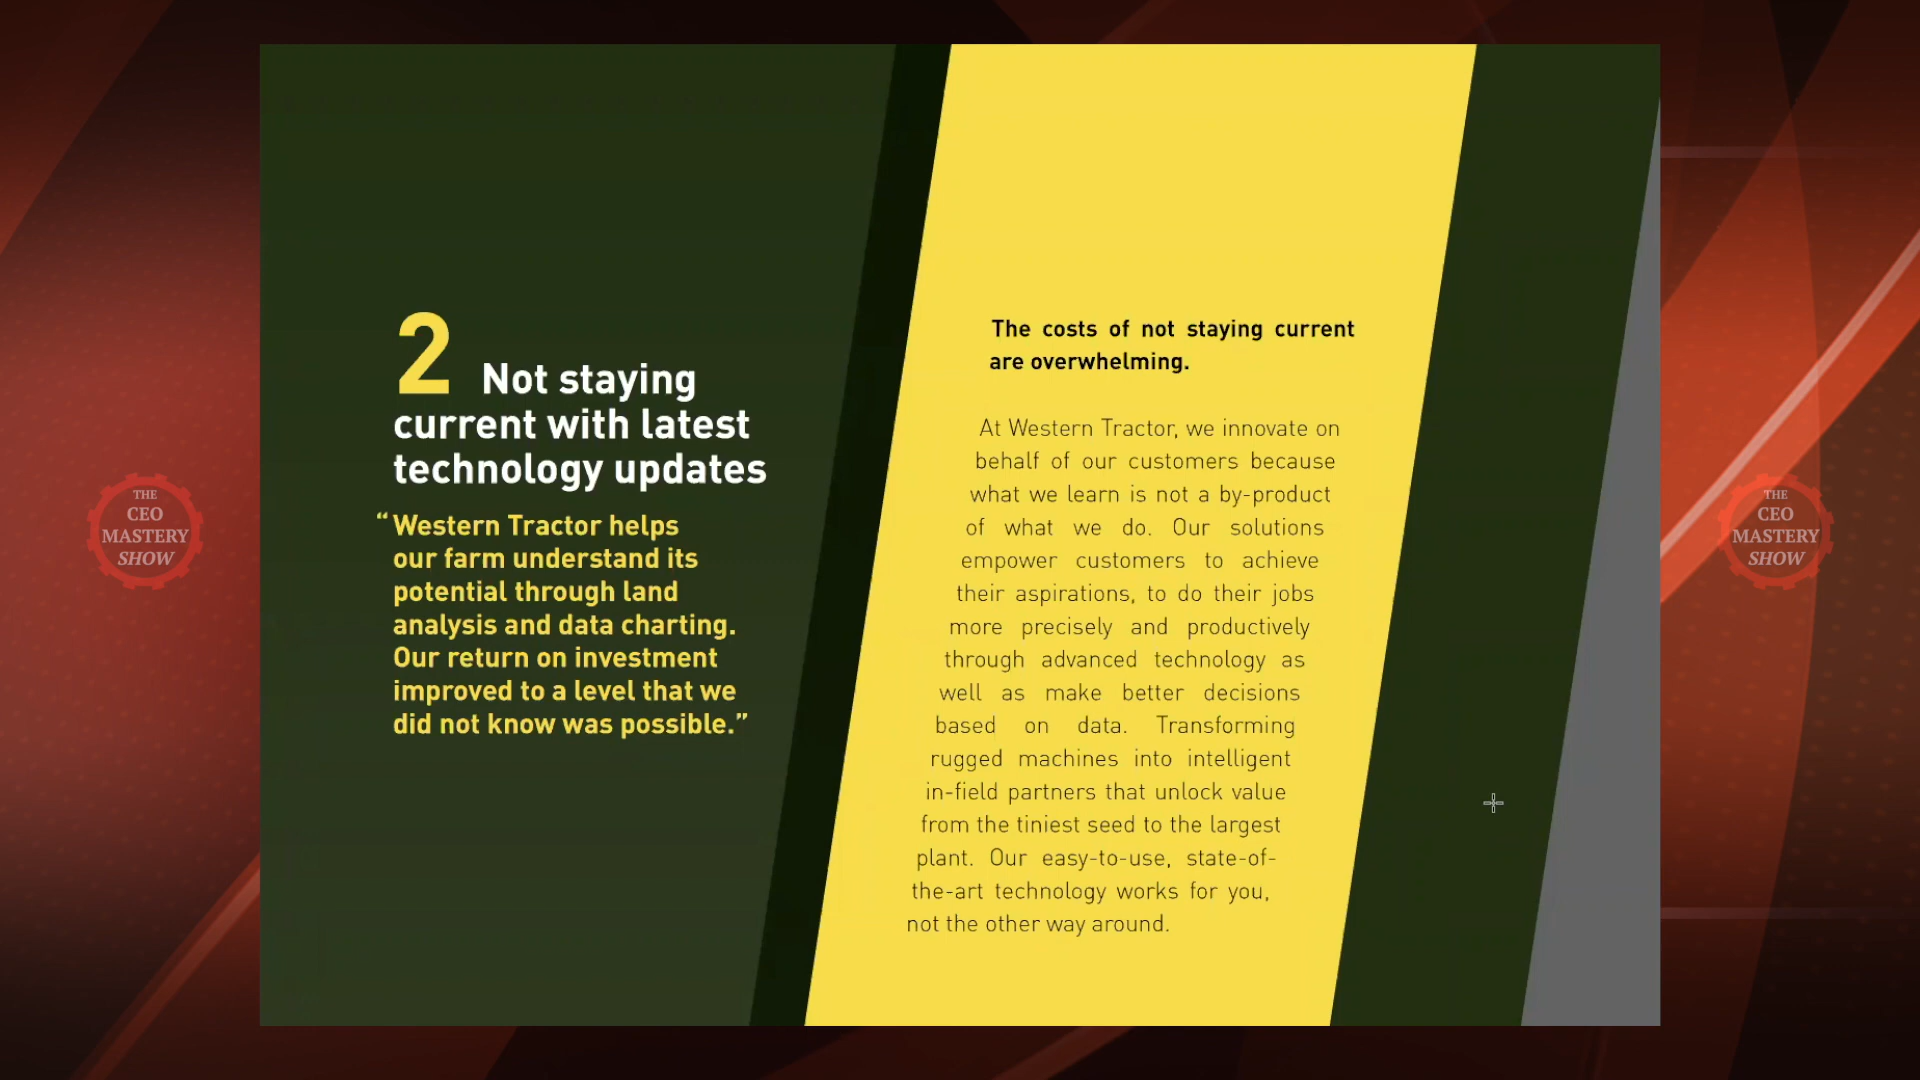 2 Not staying
current with latest
technology updates
“Western Tractor helps
our farm understand its
potential through land
analysis and data charting.
Our return on investment
improved to a level that we
did not know was possible.”
The costs of not staying current
are overwhelming.
At Western Tractor, we innovate on
behalf of our customers because
what we learn is not a by-product
of what we do. Our solutions
empower customers to achieve
their aspirations, to do their jobs
more precisely and productively
through advanced technology as
well as make better decisions
based on data. Transforming
rugged machines into intelligent
in-field partners that unlock value
from the tiniest seed to the largest
plant. Our easy-to-use, state-of-
the-art technology works for you,
not the other way around.
THE
CEO
MASTERY
SHOW
THE
CEO
MASTERY
SHOW